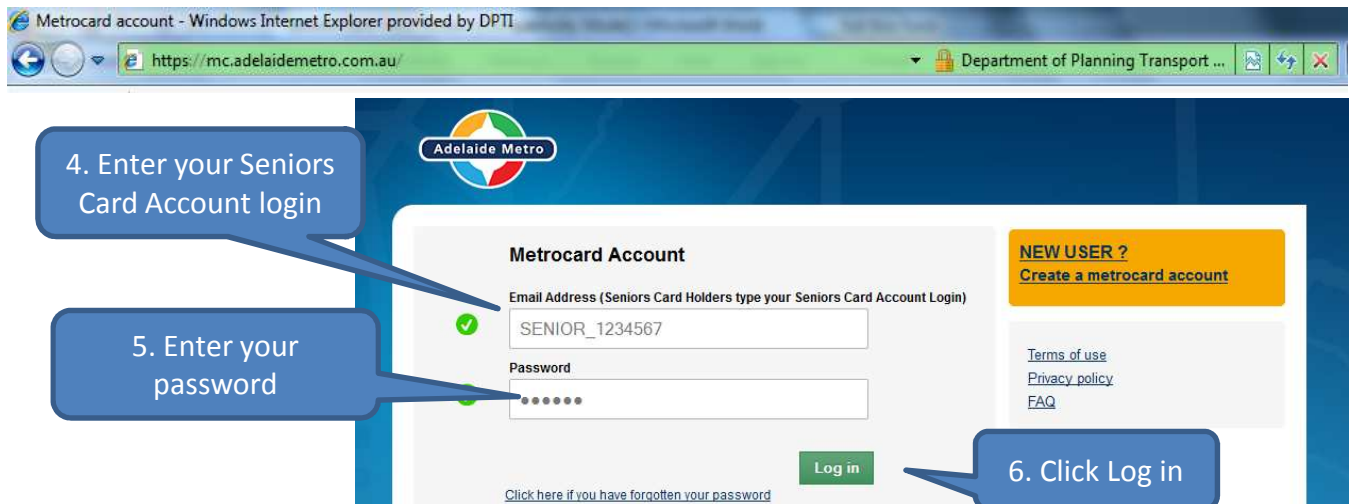 Metrocard account - Windows Internet Explorer provided by DPTI
https://mc.adelaidemetro.com.au/
Department of Planning Transport ...
Adelaide Metro
4. Enter your Seniors
Card Account login
Metrocard Account
NEW USER ?
Create a metrocard account
Email Address (Seniors Card Holders type your Seniors Card Account Login)
SENIOR_1234567
5. Enter your
password
Password
●●●●●●
Terms of use
Privacy policy
FAQ
Log in
6. Click Log in
Click here if you have forgotten your password